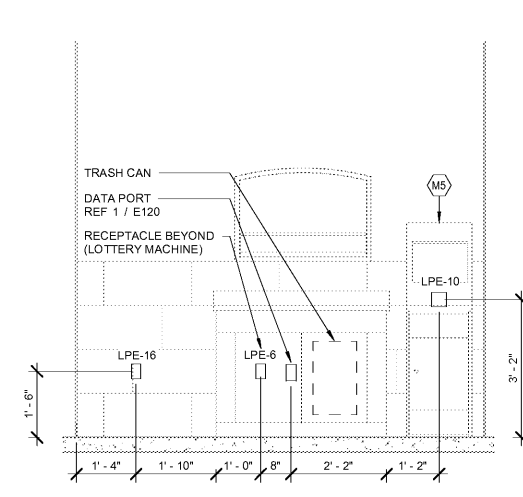 TRASH CAN
M5
DATA PORT
REF 1 / E120
RECEPTACLE BEYOND
(LOTTERY MACHINE)
LPE-10
LPE-16
LPE-6
1' - 6"
3' - 2"
1' - 4"
1' - 10"
1' - 0"
8"
2' - 2"
1' - 2"